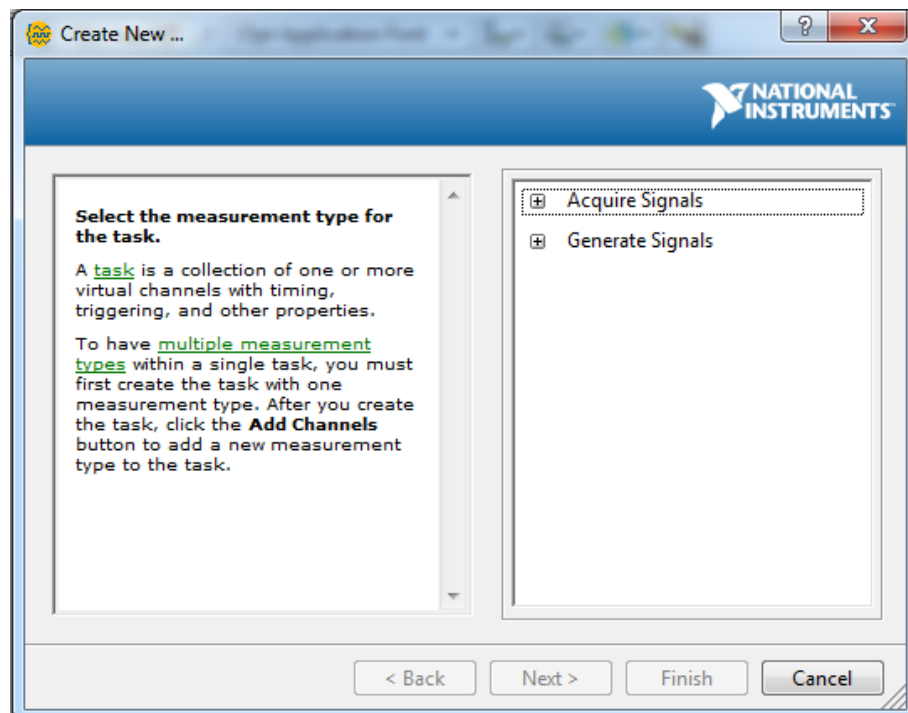 Create New ...
NATIONAL
INSTRUMENTS
Select the measurement type for
the task.
A task is a collection of one or more
virtual channels with timing,
triggering, and other properties.
To have multiple measurement
types within a single task, you must
first create the task with one
measurement type. After you create
the task, click the Add Channels
button to add a new measurement
type to the task.
Acquire Signals
Generate Signals
< Back
Next >
Finish
Cancel